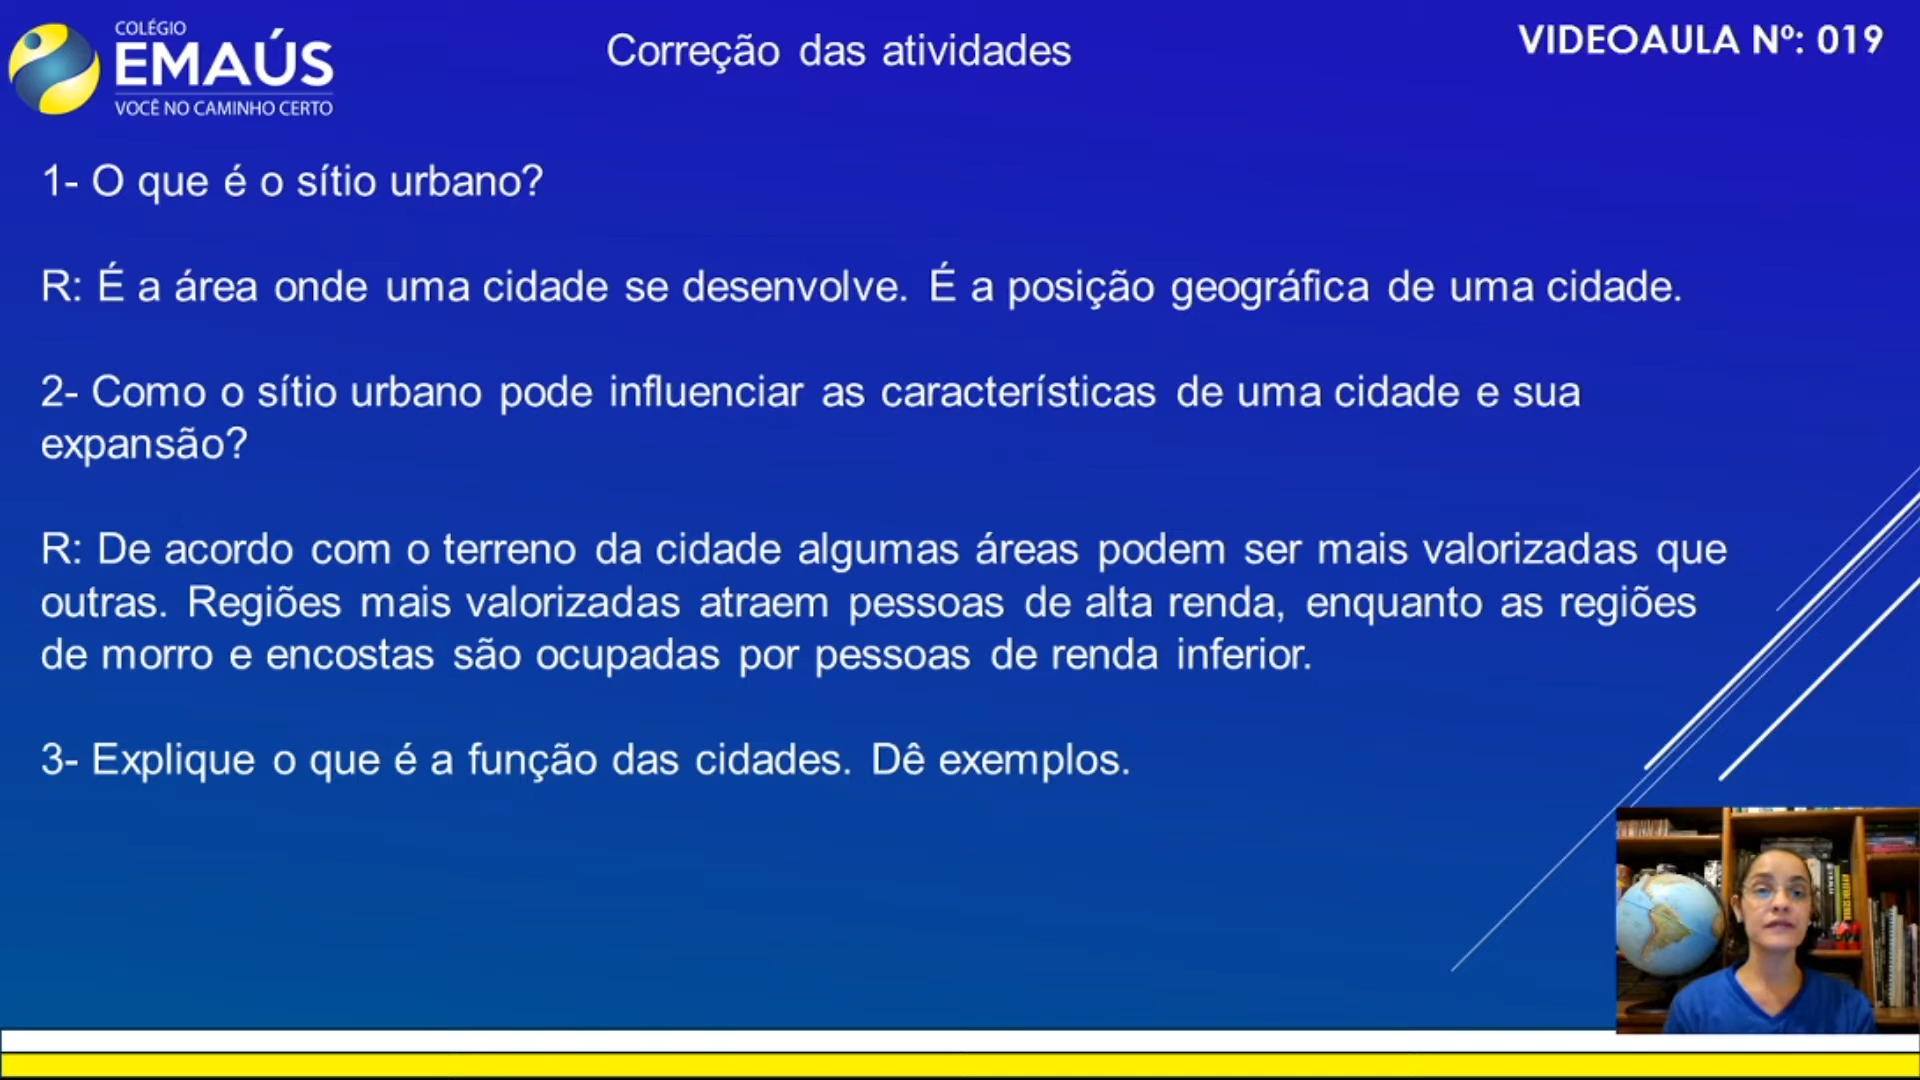 COLÉGIO
EMAÚS
VOCÊ NO CAMINHO CERTO
Correção das atividades
VIDEOAULA Nº: 019
1- O que é o sítio urbano?
R: É a área onde uma cidade se desenvolve. É a posição geográfica de uma cidade.
2- Como o sítio urbano pode influenciar as características de uma cidade e sua
expansão?
R: De acordo com o terreno da cidade algumas áreas podem ser mais valorizadas que
outras. Regiões mais valorizadas atraem pessoas de alta renda, enquanto as regiões
de morro e encostas são ocupadas por pessoas de renda inferior.
3- Explique o que é a função das cidades. Dê exemplos.